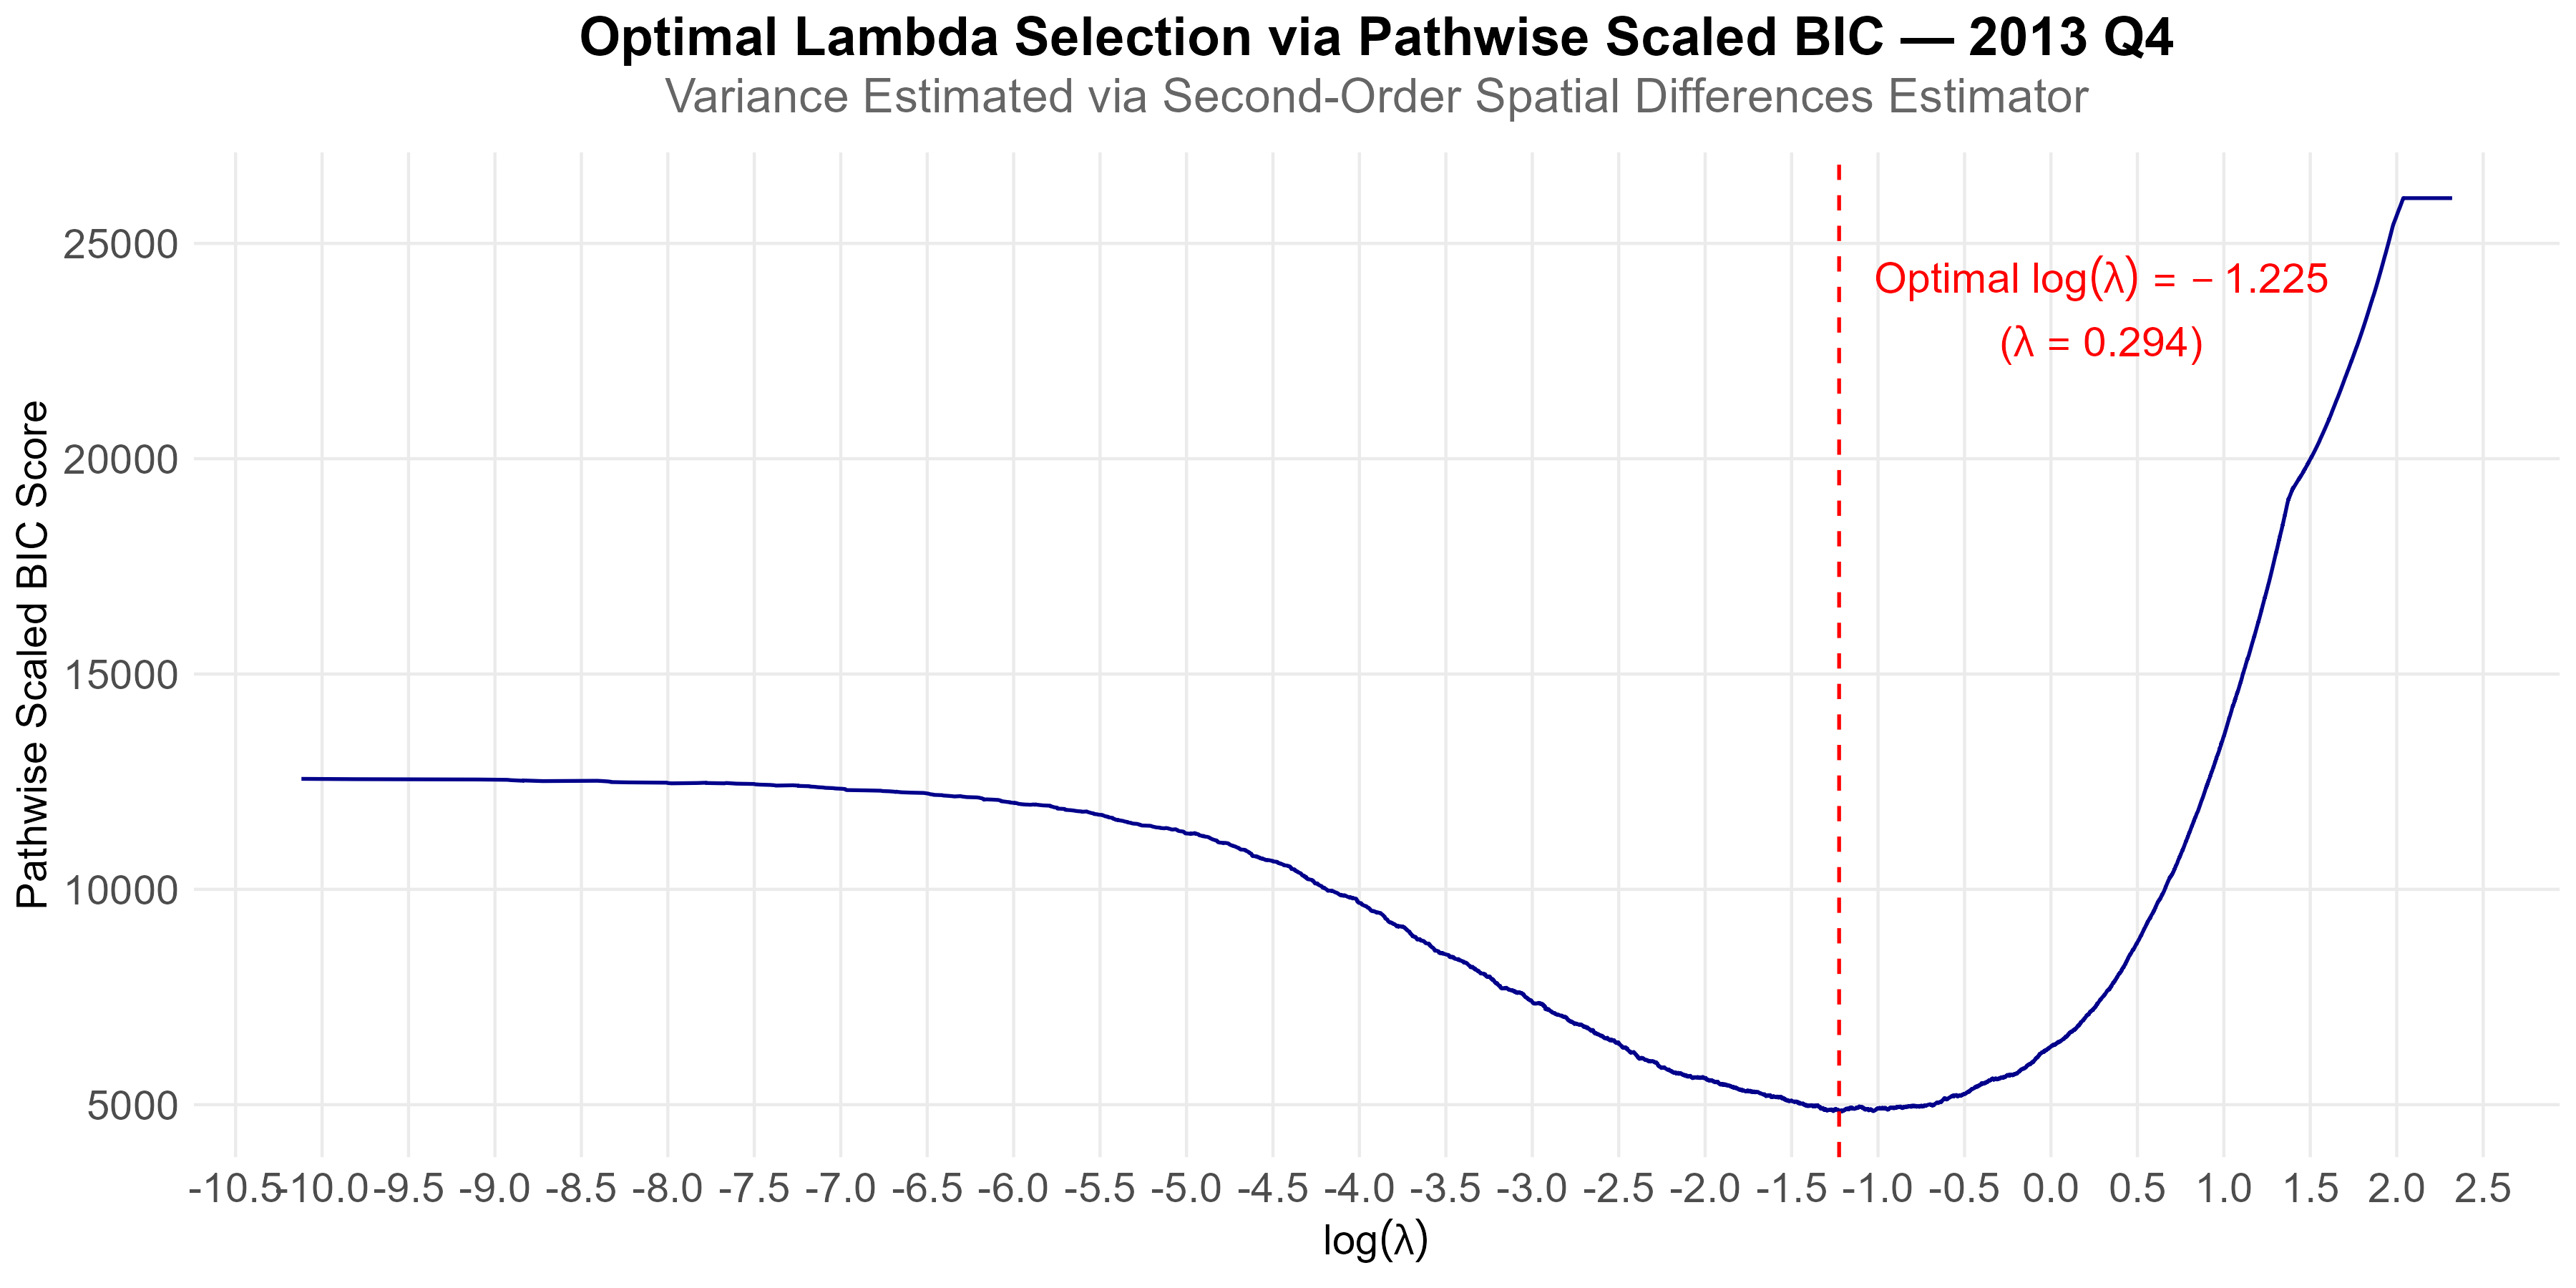 Optimal Lambda Selection via Pathwise Scaled BIC — 2013 Q4
Variance Estimated via Second-Order Spatial Differences Estimator
Pathwise Scaled BIC Score
25000
20000
15000
10000
5000
Optimal log(λ) = − 1.225
(λ = 0.294)
-10.5 -10.0 -9.5 -9.0 -8.5 -8.0 -7.5 -7.0 -6.5 -6.0 -5.5 -5.0 -4.5 -4.0 -3.5 -3.0 -2.5 -2.0 -1.5 -1.0 -0.5 0.0 0.5 1.0 1.5 2.0 2.5
log(λ)